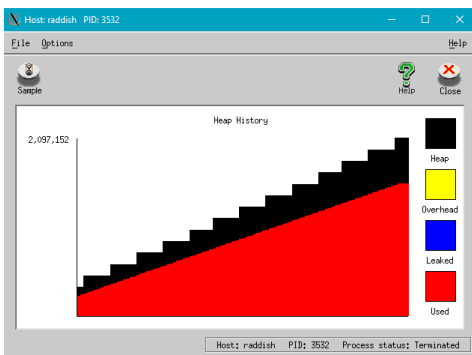 Host: raddish PID: 3532
File Options Help
Sample Help Close
Heap History
2,097,152
Heap
Overhead
Leaked
Used
Host: raddish PID: 3532 Process status: Terminated